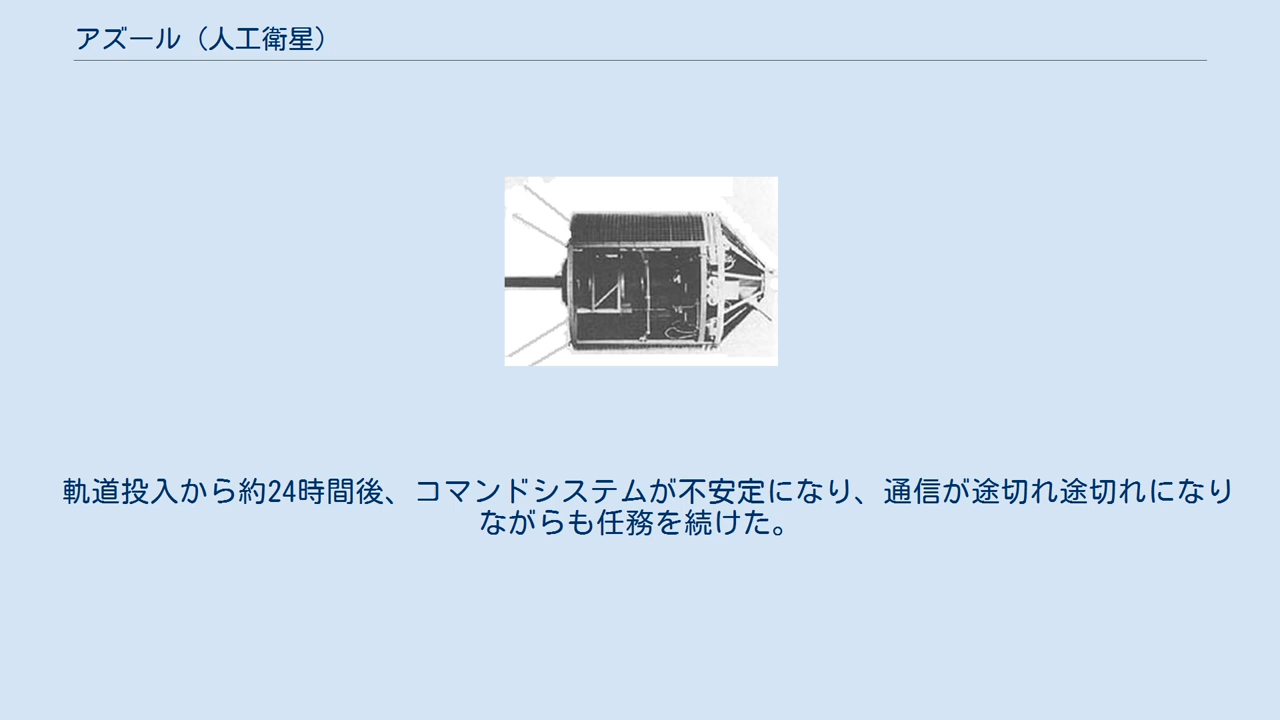 アズール（人工衛星）
軌道投入から約24時間後、コマンドシステムが不安定になり、通信が途切れ途切れになり
ながらも任務を続けた。